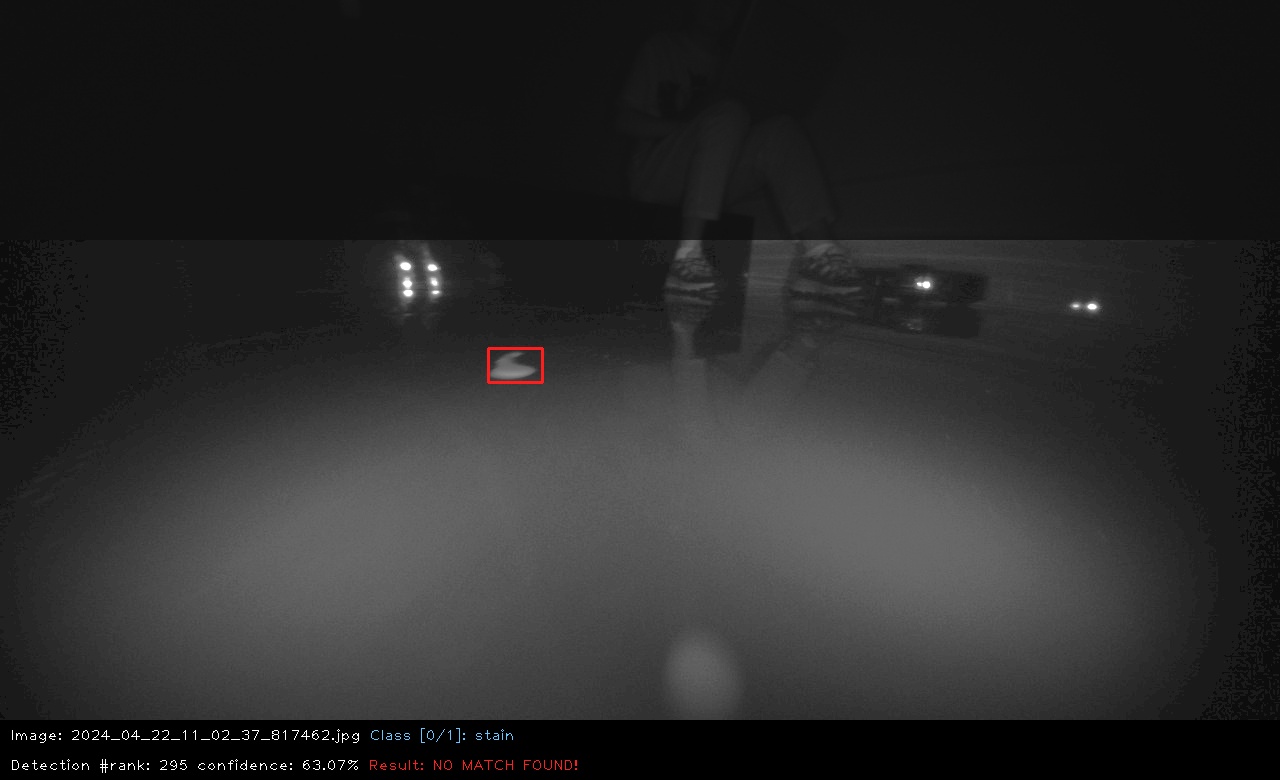 Image: 2024_04_22_11_02_37_817462.jpg Class [0/1]: stain
Detection #rank: 295 confidence: 63.07% Result: NO MATCH FOUND!